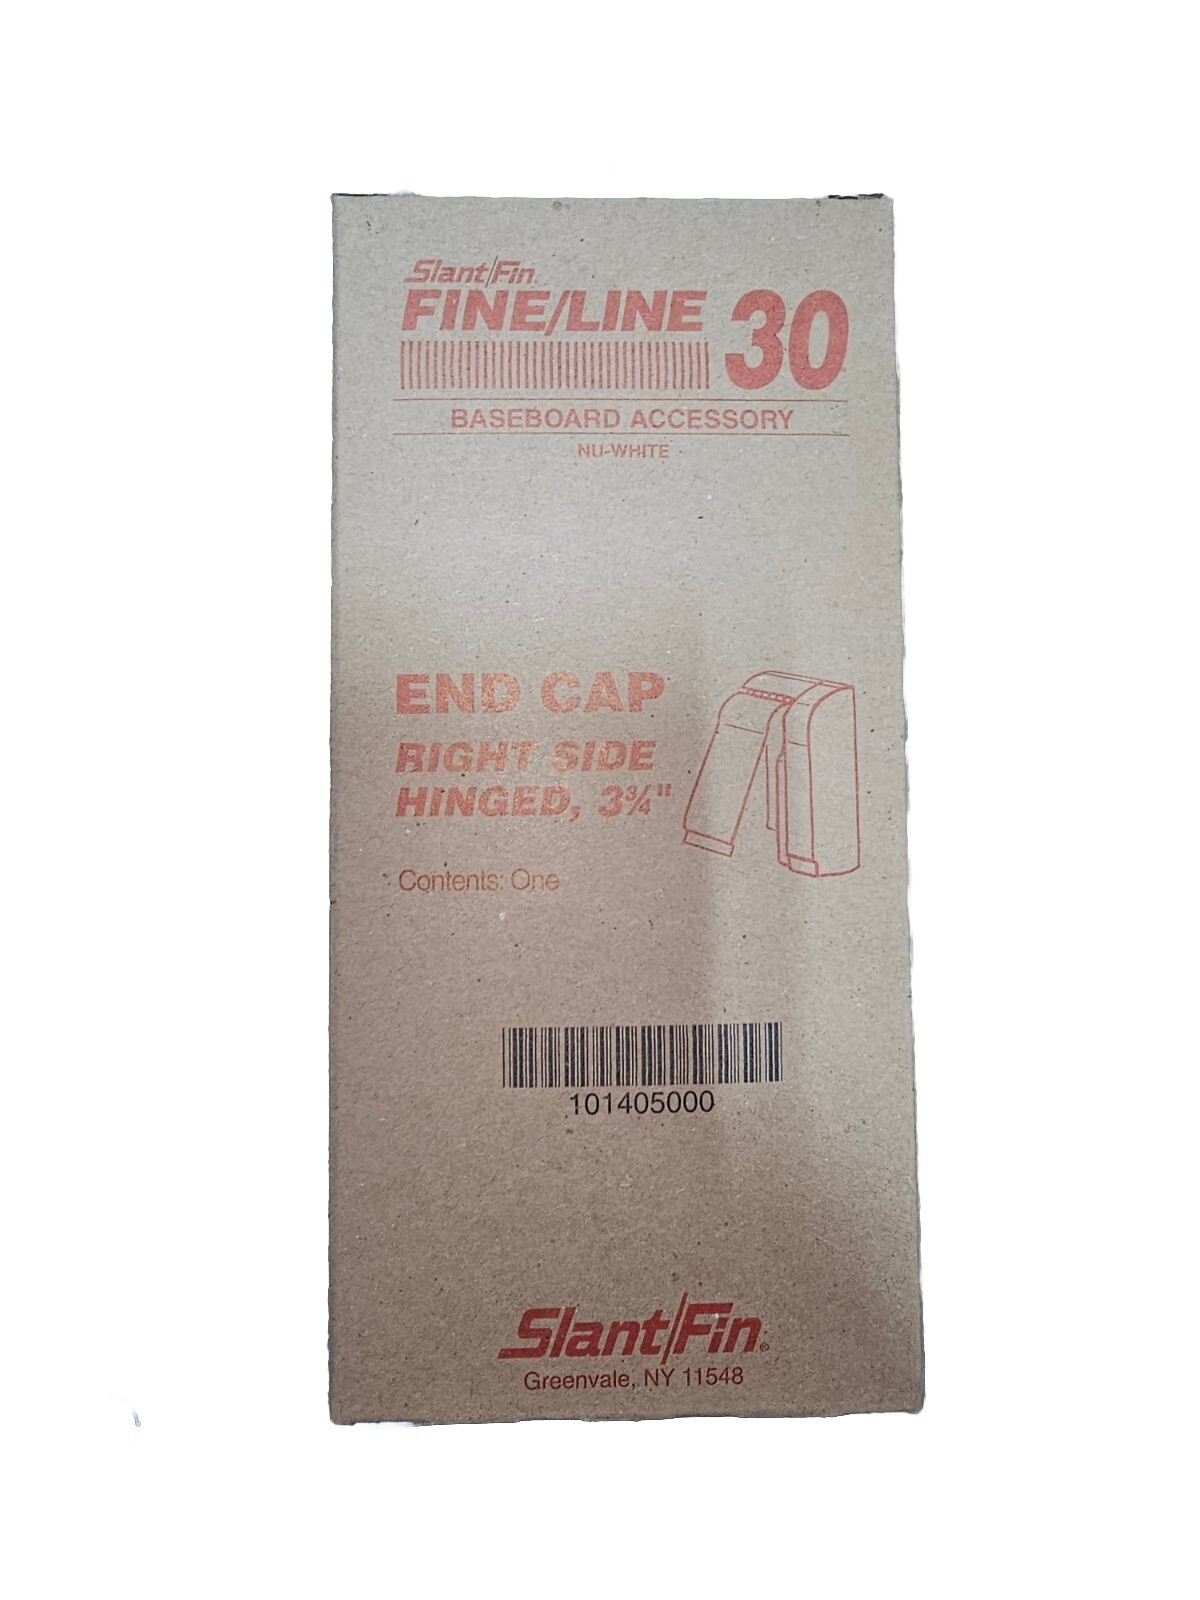 Slant/Fin.
FINE/LINE 30
BASEBOARD ACCESSORY
NU-WHITE
END CAP
RIGHT SIDE
HINGED, 3¾"
Contents: One
101405000
Slant/Fin®
Greenvale, NY 11548